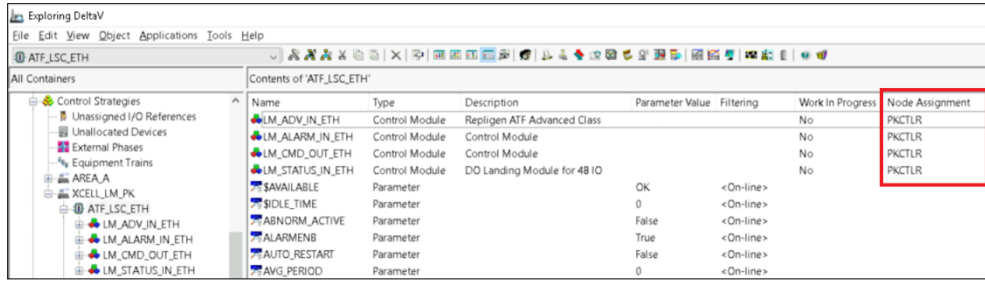 Exploring DeltaV
File Edit View Object Applications Tools Help
ATF_LSC_ETH
All Containers
Contents of 'ATF_LSC_ETH'
Control Strategies
Unassigned I/O References
Unallocated Devices
External Phases
Equipment Trains
AREA_A
XCELL_LM_PK
ATF_LSC_ETH
LM_ADV_IN_ETH
LM_ALARM_IN_ETH
LM_CMD_OUT_ETH
LM_STATUS_IN_ETH
Name Type Description Parameter Value Filtering Work In Progress Node Assignment
LM_ADV_IN_ETH Control Module Repligen ATF Advanced Class No PKCTLR
LM_ALARM_IN_ETH Control Module Control Module No PKCTLR
LM_CMD_OUT_ETH Control Module Control Module No PKCTLR
LM_STATUS_IN_ETH Control Module DO Landing Module for 48 IO No PKCTLR
$AVAILABLE Parameter OK <On-line>
$IDLE_TIME Parameter 0 <On-line>
ABNORM_ACTIVE Parameter False <On-line>
ALARMENB Parameter True <On-line>
AUTO_RESTART Parameter False <On-line>
AVG_PERIOD Parameter 0 <On-line>